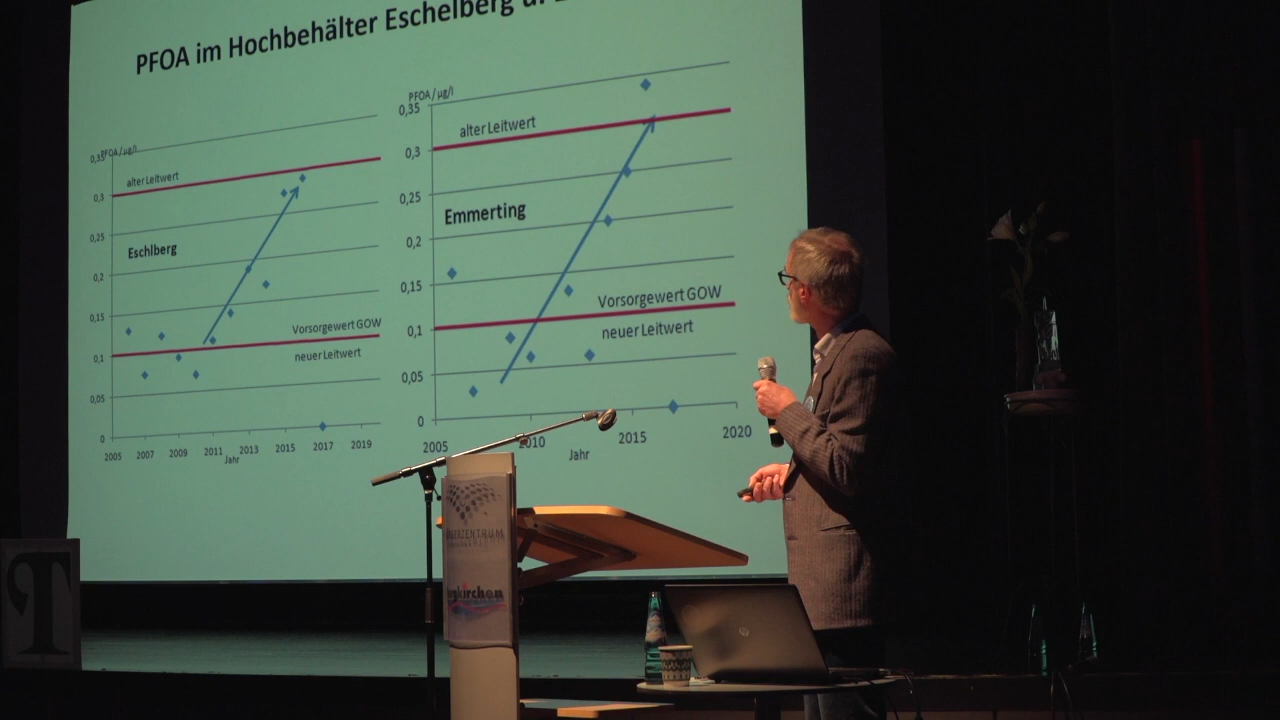 PFOA im Hochbehälter Eschelberg u.
PFOA / µg/l
0,35
alter Leitwert
0,3
0,25
Eschlberg
0,2
0,15
Vorsorgewert GOW
0,1
neuer Leitwert
0,05
0
2005 2007 2009 2011 2013 2015 2017 2019
Jahr
PFOA / µg/l
0,35
alter Leitwert
0,3
0,25
Emmerting
0,2
0,15
Vorsorgewert GOW
0,1
neuer Leitwert
0,05
0
2005 2010 2015 2020
Jahr
T